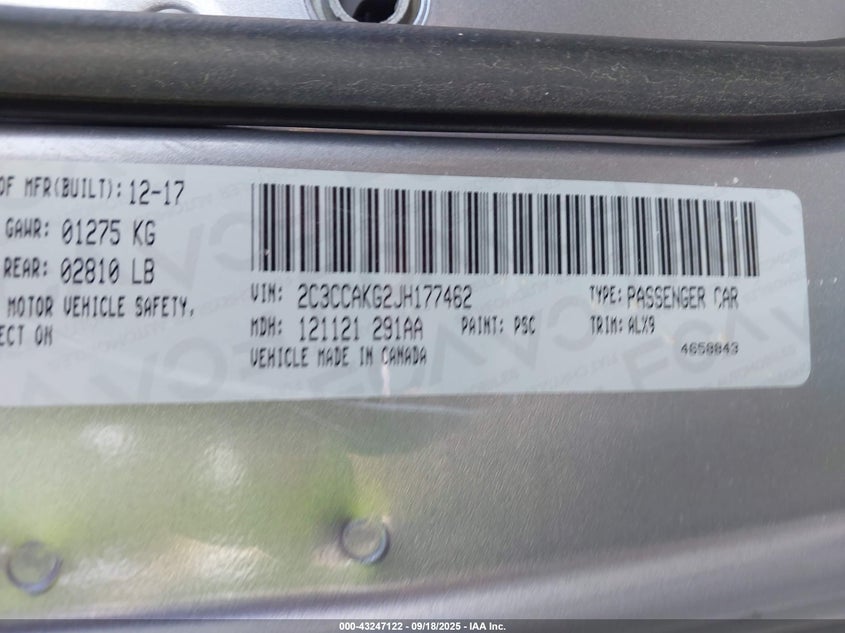 OF MFR(BUILT): 12-17
GAWR: 01275 KG
REAR: 02810 LB
MOTOR VEHICLE SAFETY,
ECT ON
VIN: 2C3CCAKG2JH177462 TYPE: PASSENGER CAR
MDH: 121121 291AA PAINT: PSC TRIM: ALX9
VEHICLE MADE IN CANADA 4658843
000-43247122 - 09/18/2025 - IAA Inc.